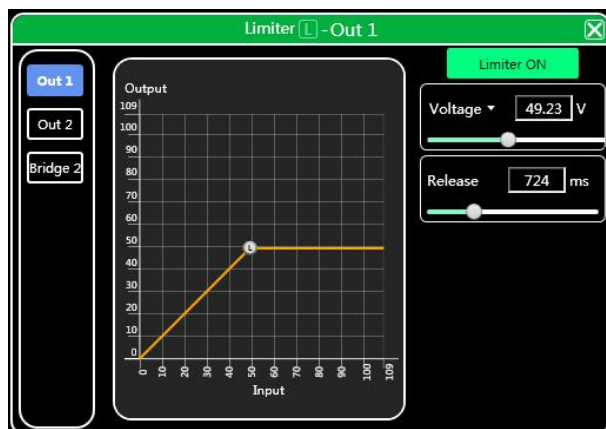 Limiter L -Out 1
Out 1
Out 2
Bridge 2
Output
109
100
90
80
70
60
50
40
30
20
10
0
L
0 10 20 30 40 50 60 70 80 90 100 109
Input
Limiter ON
Voltage 49.23 V
Release 724 ms